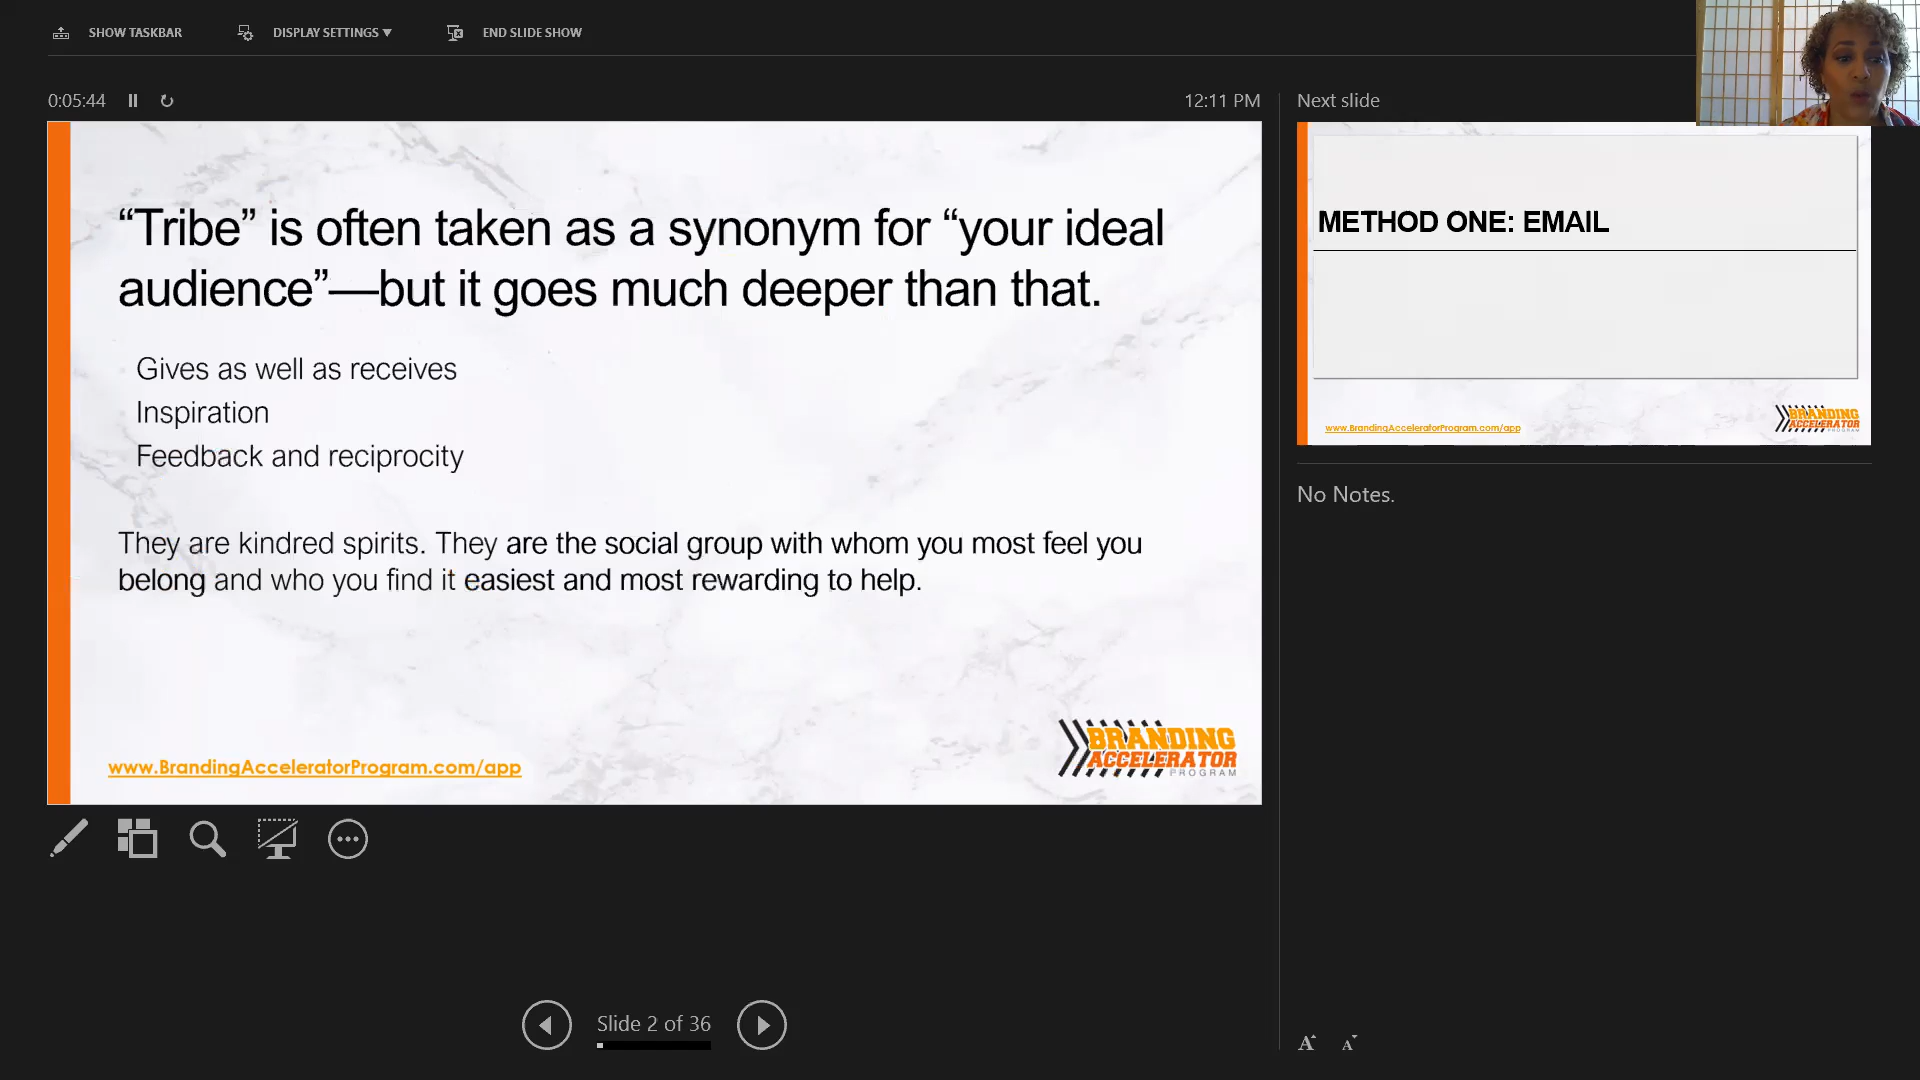 SHOW TASKBAR
DISPLAY SETTINGS ▼
END SLIDE SHOW
0:05:44
12:11 PM
“Tribe” is often taken as a synonym for “your ideal
audience”—but it goes much deeper than that.
Gives as well as receives
Inspiration
Feedback and reciprocity
They are kindred spirits. They are the social group with whom you most feel you
belong and who you find it easiest and most rewarding to help.
www.BrandingAcceleratorProgram.com/app
BRANDING
ACCELERATOR
PROGRAM
Slide 2 of 36
Next slide
METHOD ONE: EMAIL
www.BrandingAcceleratorProgram.com/app
BRANDING
ACCELERATOR
PROGRAM
No Notes.
A A